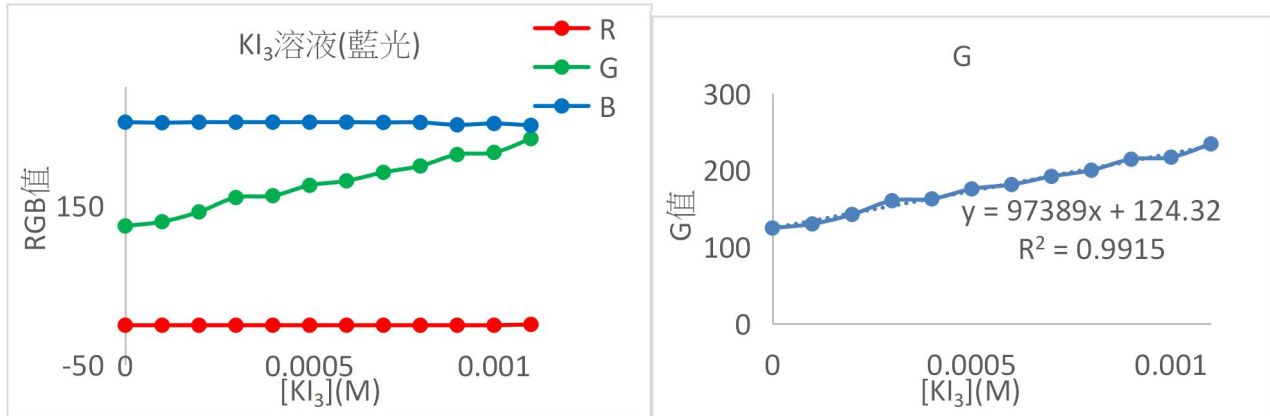 KI₃溶液(藍光)
R
G
B
RGB值
150
-50
0
0.0005
0.001
[KI₃](M)
G
300
200
100
0
G值
y = 97389x + 124.32
R² = 0.9915
0
0.0005
0.001
[KI₃](M)